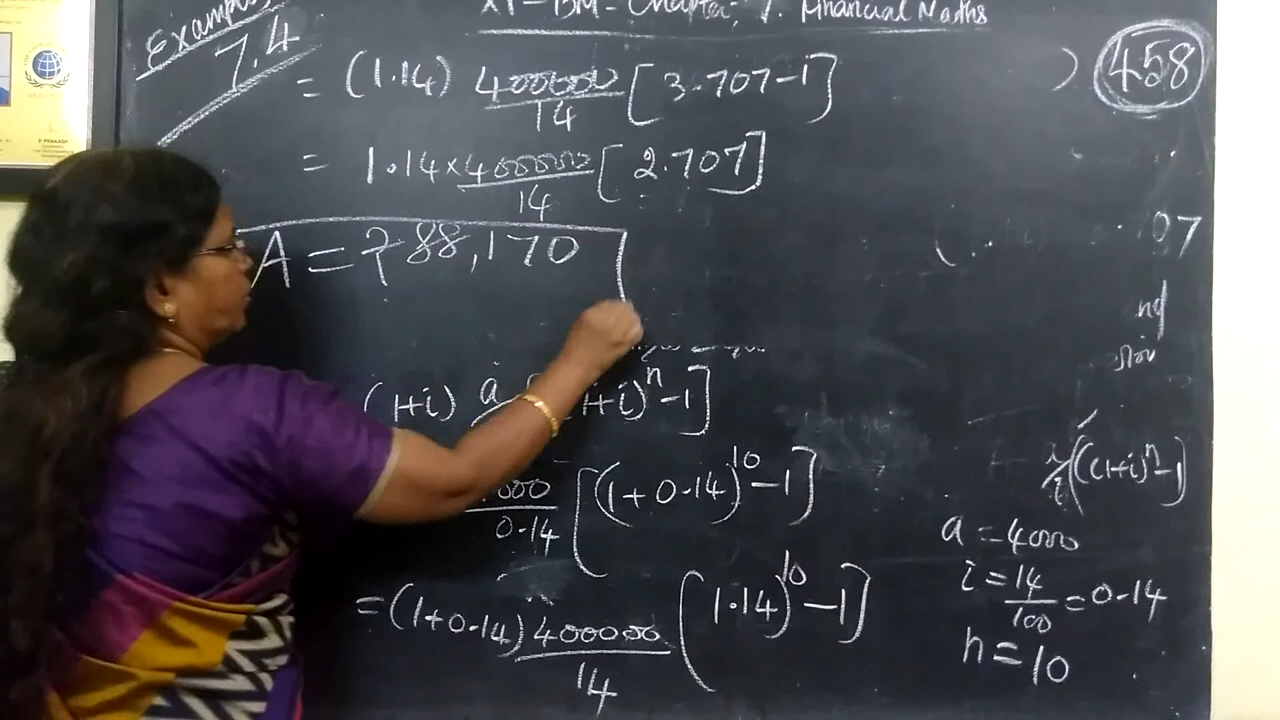 XI - BM - Chapter; 7. Financial Maths
Example
7.4
458
= (1.14) 400000/14 [3.707-1]
= 1.14 × 400000/14 [2.707]
A = ₹ 88,170
07
(1+i) a [(1+i)^n - 1]
000/0.14 [(1+0.14)^10 - 1]
= (1+0.14) 400000/14 [(1.14)^10 - 1]
((1+i)^n - 1]
a = 4000
i = 14/100 = 0.14
n = 10